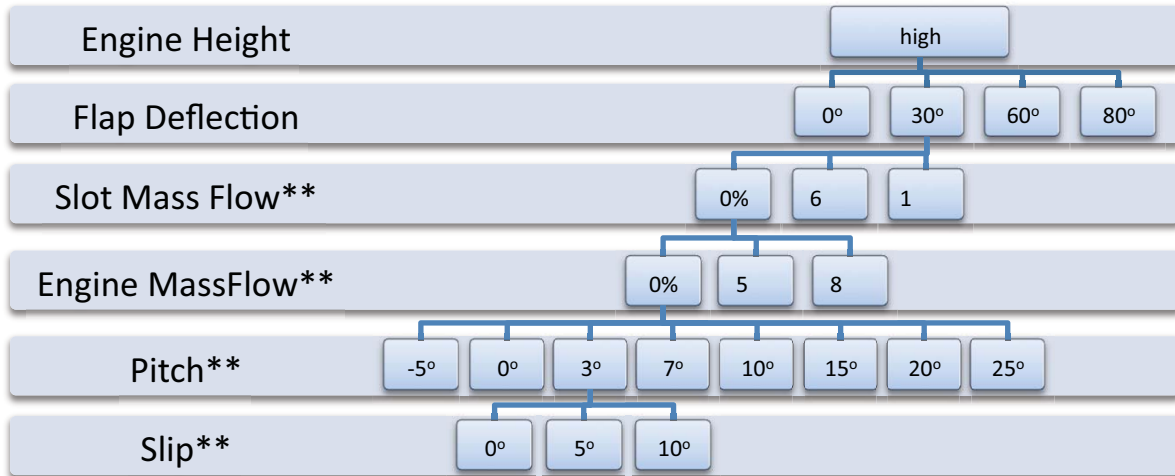 Engine Height high
Flap Deflection 0° 30° 60° 80°
Slot Mass Flow** 0% 6 1
Engine MassFlow** 0% 5 8
Pitch** -5° 0° 3° 7° 10° 15° 20° 25°
Slip** 0° 5° 10°